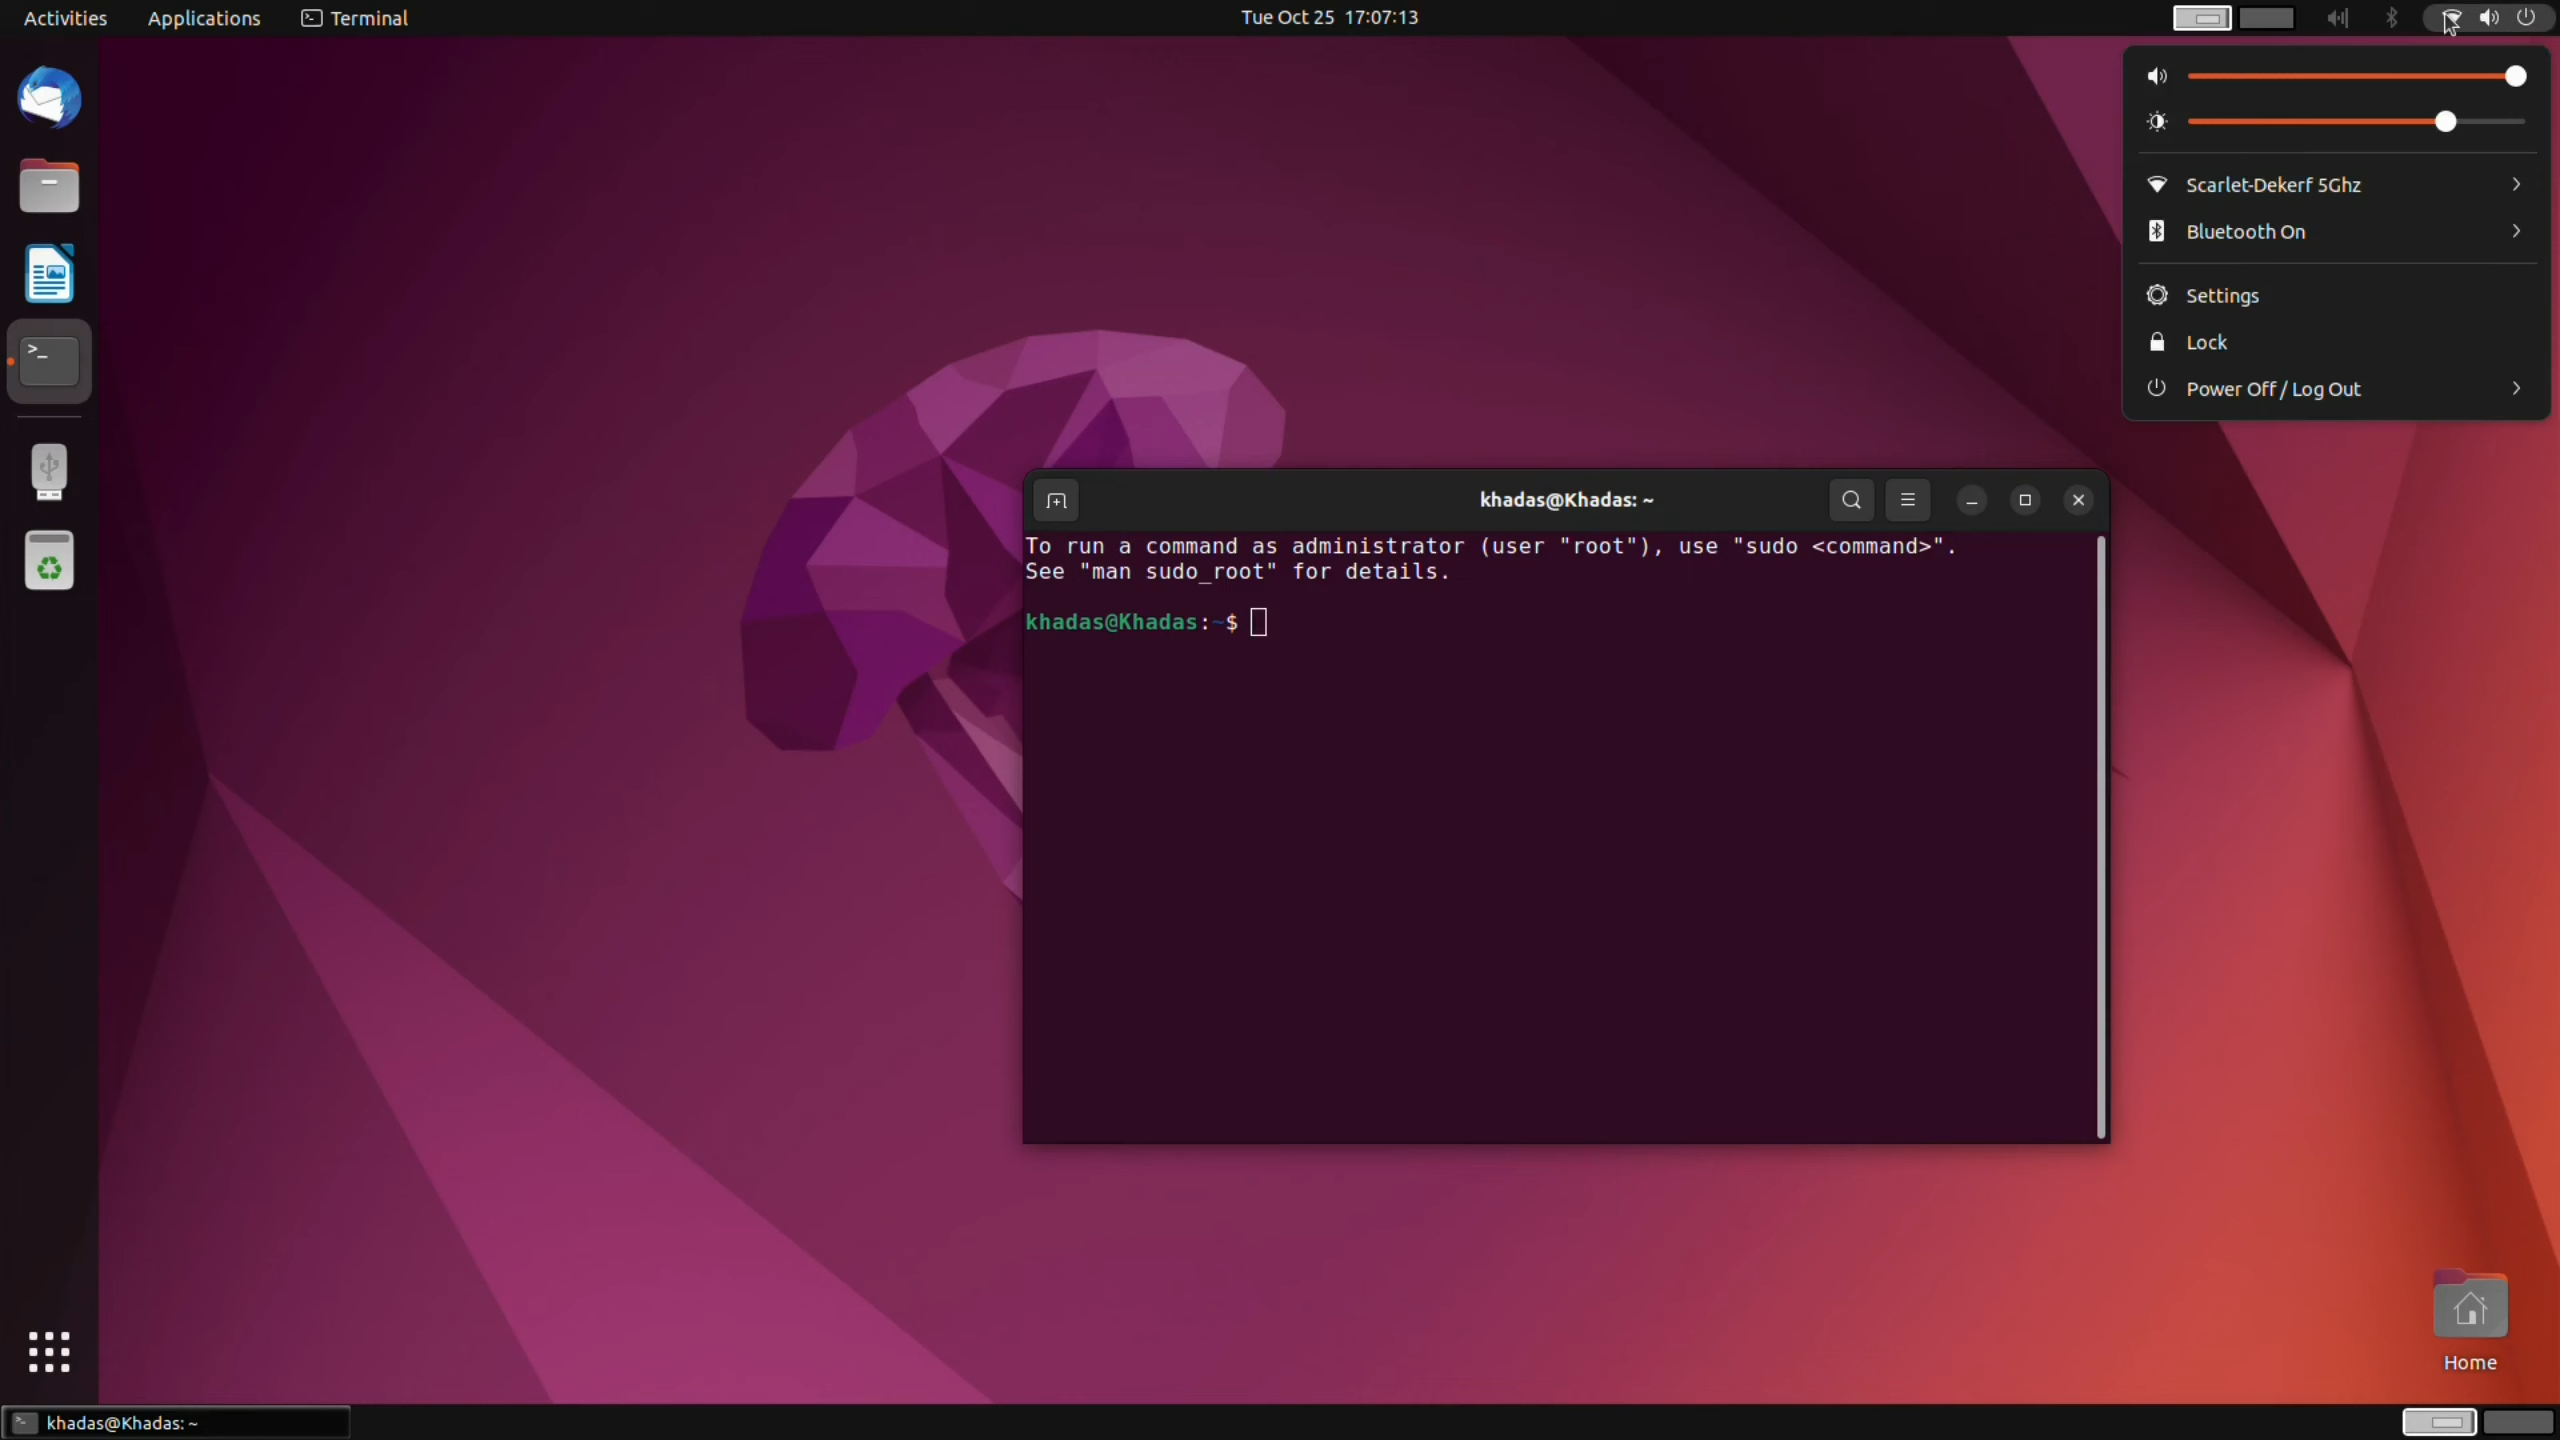 Activities Applications Terminal Tue Oct 25 17:07:13
Scarlet-Dekerf 5Ghz
Bluetooth On
Settings
Lock
Power Off / Log Out
khadas@Khadas: ~
To run a command as administrator (user "root"), use "sudo <command>".
See "man sudo_root" for details.
khadas@Khadas:~$
Home
khadas@Khadas: ~